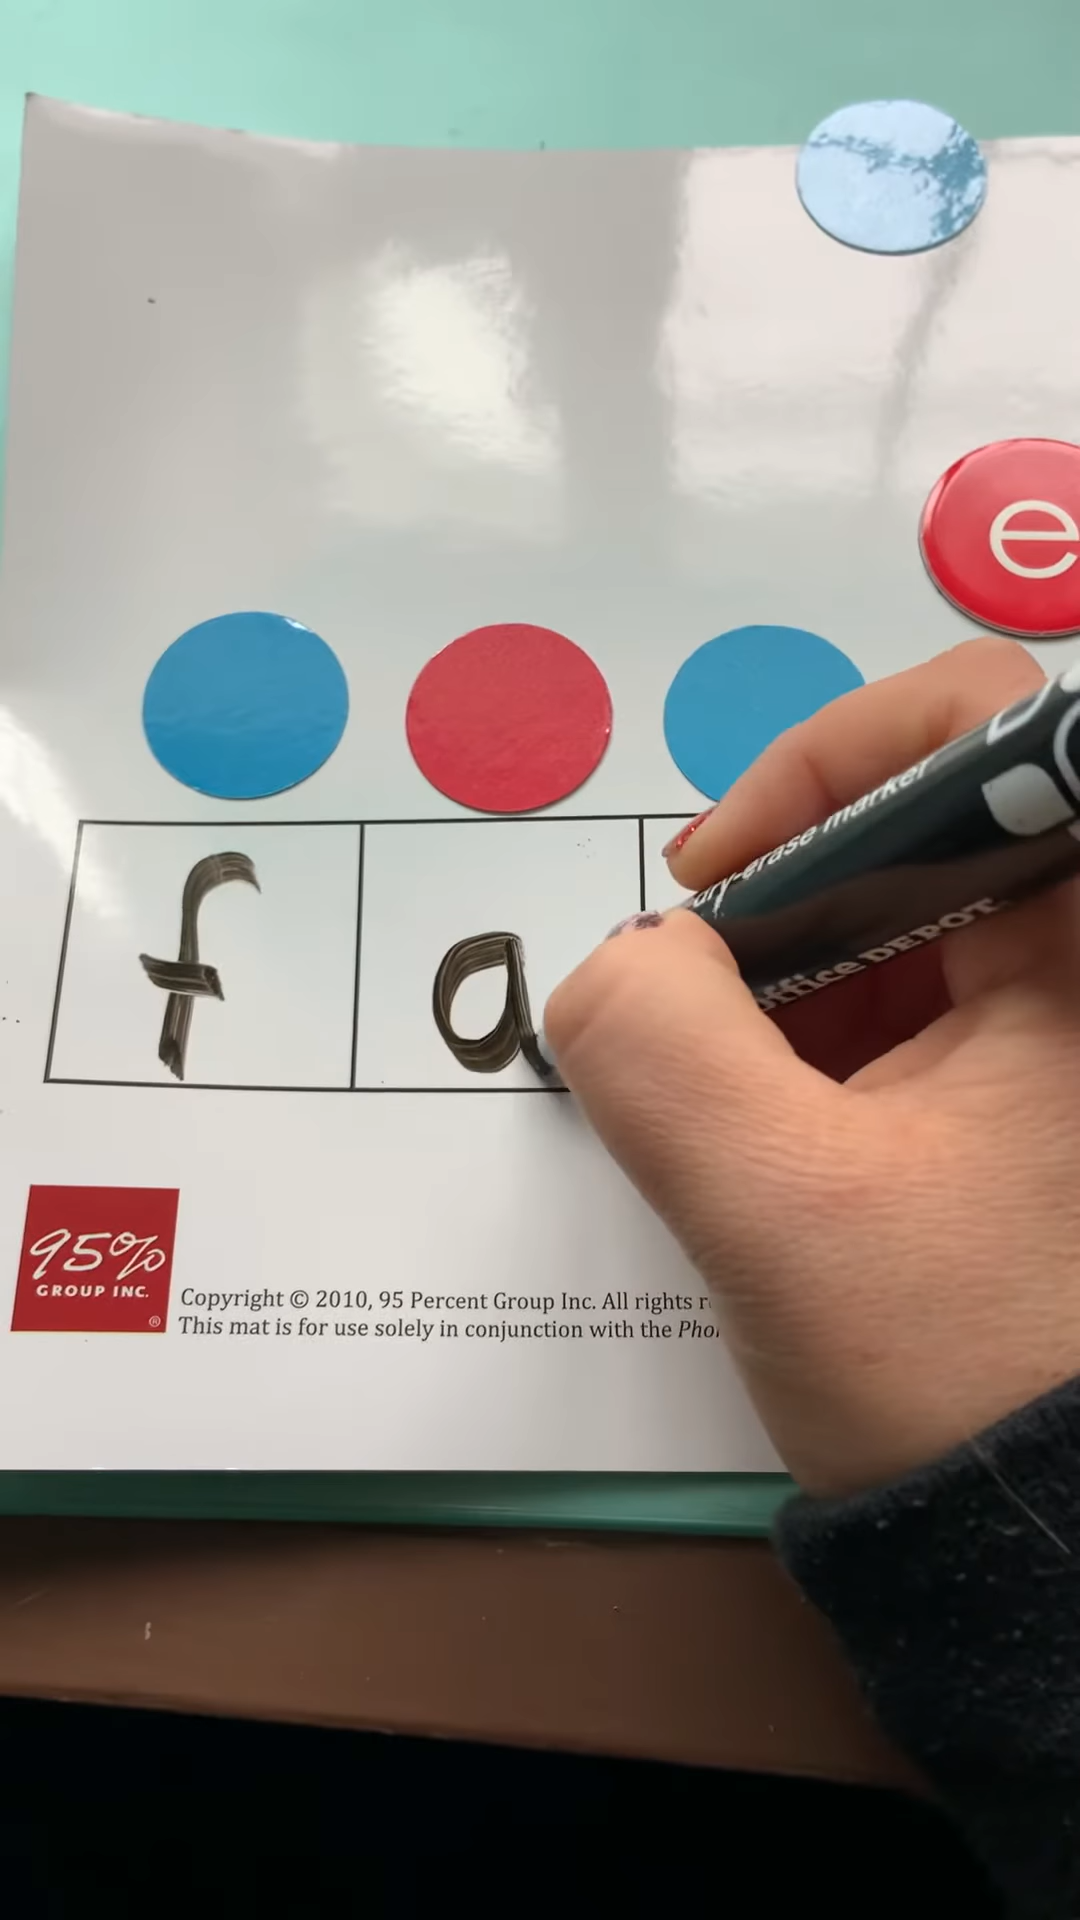 e
dry-erase marker
Office DEPOT
f a
95%
GROUP INC.
®
Copyright © 2010, 95 Percent Group Inc. All rights
This mat is for use solely in conjunction with the